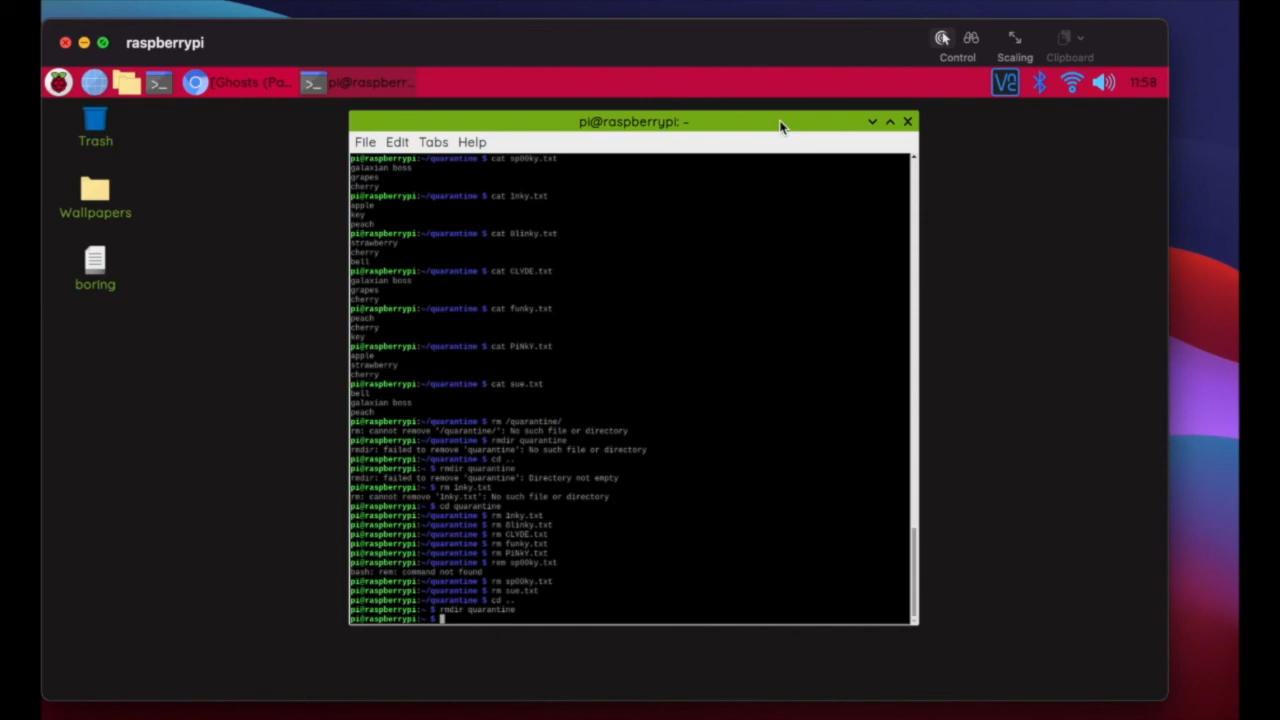 raspberrypi
Control
Scaling
Clipboard
[Ghosts (Pa...
pi@raspberr...
11:58
Trash
Wallpapers
boring
pi@raspberrypi: ~
File Edit Tabs Help
pi@raspberrypi:~/quarantine $ cat sp00ky.txt
galaxian boss
grapes
cherry
pi@raspberrypi:~/quarantine $ cat 1nky.txt
apple
key
peach
pi@raspberrypi:~/quarantine $ cat 8linky.txt
strawberry
cherry
bell
pi@raspberrypi:~/quarantine $ cat CLYDE.txt
galaxian boss
grapes
cherry
pi@raspberrypi:~/quarantine $ cat funky.txt
peach
cherry
key
pi@raspberrypi:~/quarantine $ cat PiNkY.txt
apple
strawberry
cherry
pi@raspberrypi:~/quarantine $ cat sue.txt
bell
galaxian boss
peach
pi@raspberrypi:~/quarantine $ rm /quarantine/
rm: cannot remove '/quarantine/': No such file or directory
pi@raspberrypi:~/quarantine $ rmdir quarantine
rmdir: failed to remove 'quarantine': No such file or directory
pi@raspberrypi:~/quarantine $ cd ..
pi@raspberrypi:~ $ rmdir quarantine
rmdir: failed to remove 'quarantine': Directory not empty
pi@raspberrypi:~ $ rm 1nky.txt
rm: cannot remove '1nky.txt': No such file or directory
pi@raspberrypi:~ $ cd quarantine
pi@raspberrypi:~/quarantine $ rm 1nky.txt
pi@raspberrypi:~/quarantine $ rm 8linky.txt
pi@raspberrypi:~/quarantine $ rm CLYDE.txt
pi@raspberrypi:~/quarantine $ rm funky.txt
pi@raspberrypi:~/quarantine $ rm PiNkY.txt
pi@raspberrypi:~/quarantine $ rem sp00ky.txt
bash: rem: command not found
pi@raspberrypi:~/quarantine $ rm sp00ky.txt
pi@raspberrypi:~/quarantine $ rm sue.txt
pi@raspberrypi:~/quarantine $ cd ..
pi@raspberrypi:~ $ rmdir quarantine
pi@raspberrypi:~ $